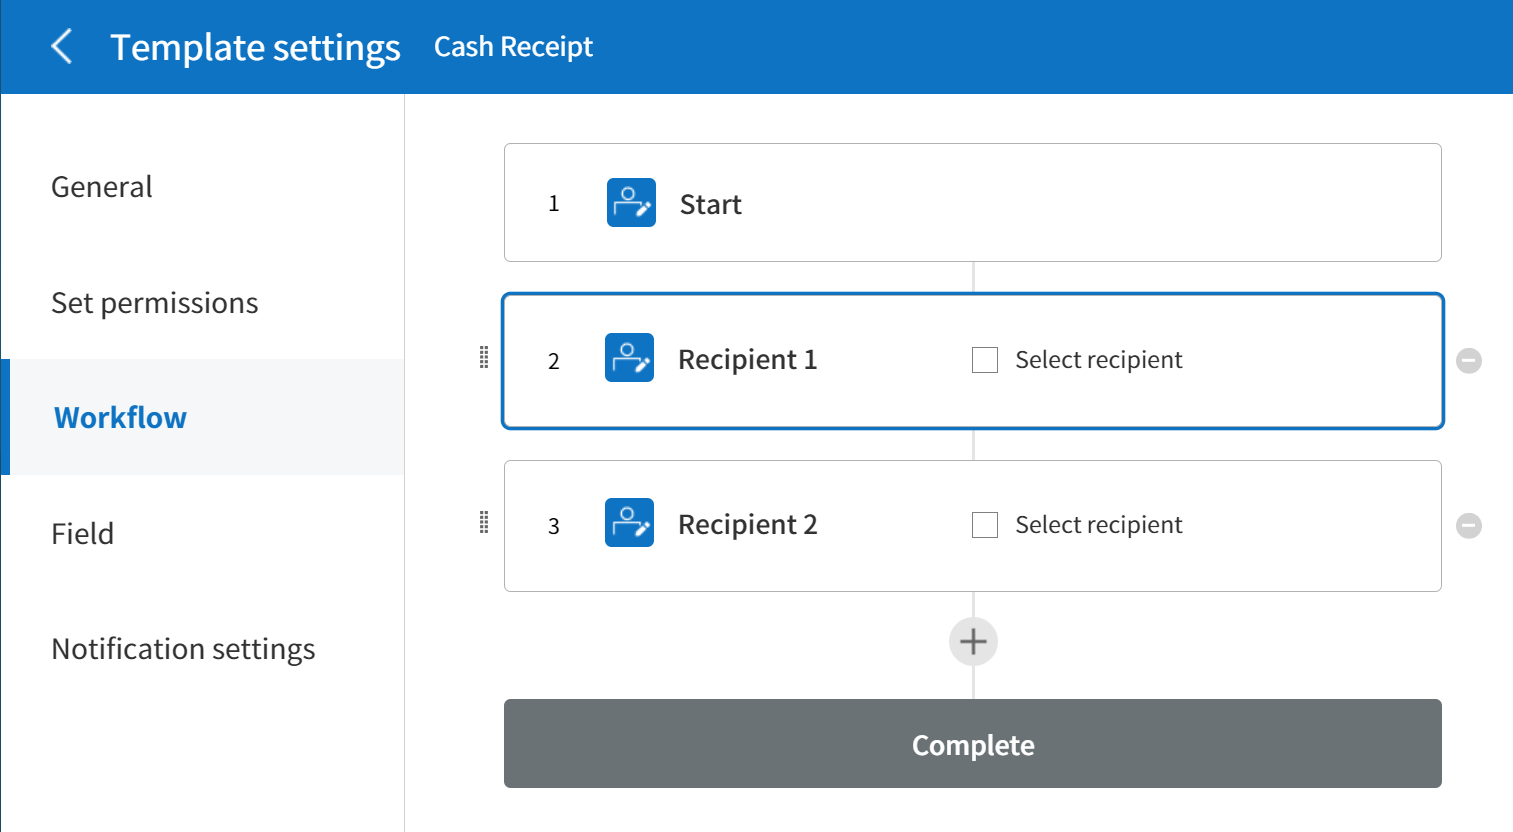 Template settings Cash Receipt
General
Set permissions
Workflow
Field
Notification settings
1 Start
2 Recipient 1 Select recipient
3 Recipient 2 Select recipient
Complete